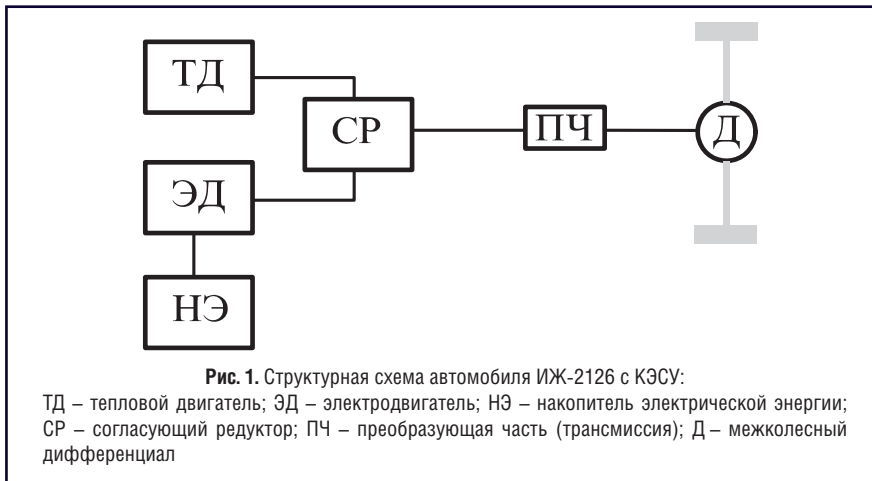 ТД
СР
ПЧ
Д
ЭД
НЭ
Рис. 1. Структурная схема автомобиля ИЖ-2126 с КЭСУ:
ТД – тепловой двигатель; ЭД – электродвигатель; НЭ – накопитель электрической энергии;
СР – согласующий редуктор; ПЧ – преобразующая часть (трансмиссия); Д – межколесный
дифференциал